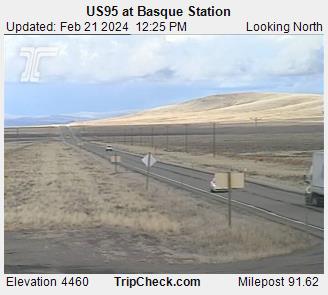 US95 at Basque Station
Updated: Feb 21 2024 12:25 PM Looking North
Elevation 4460 TripCheck.com Milepost 91.62